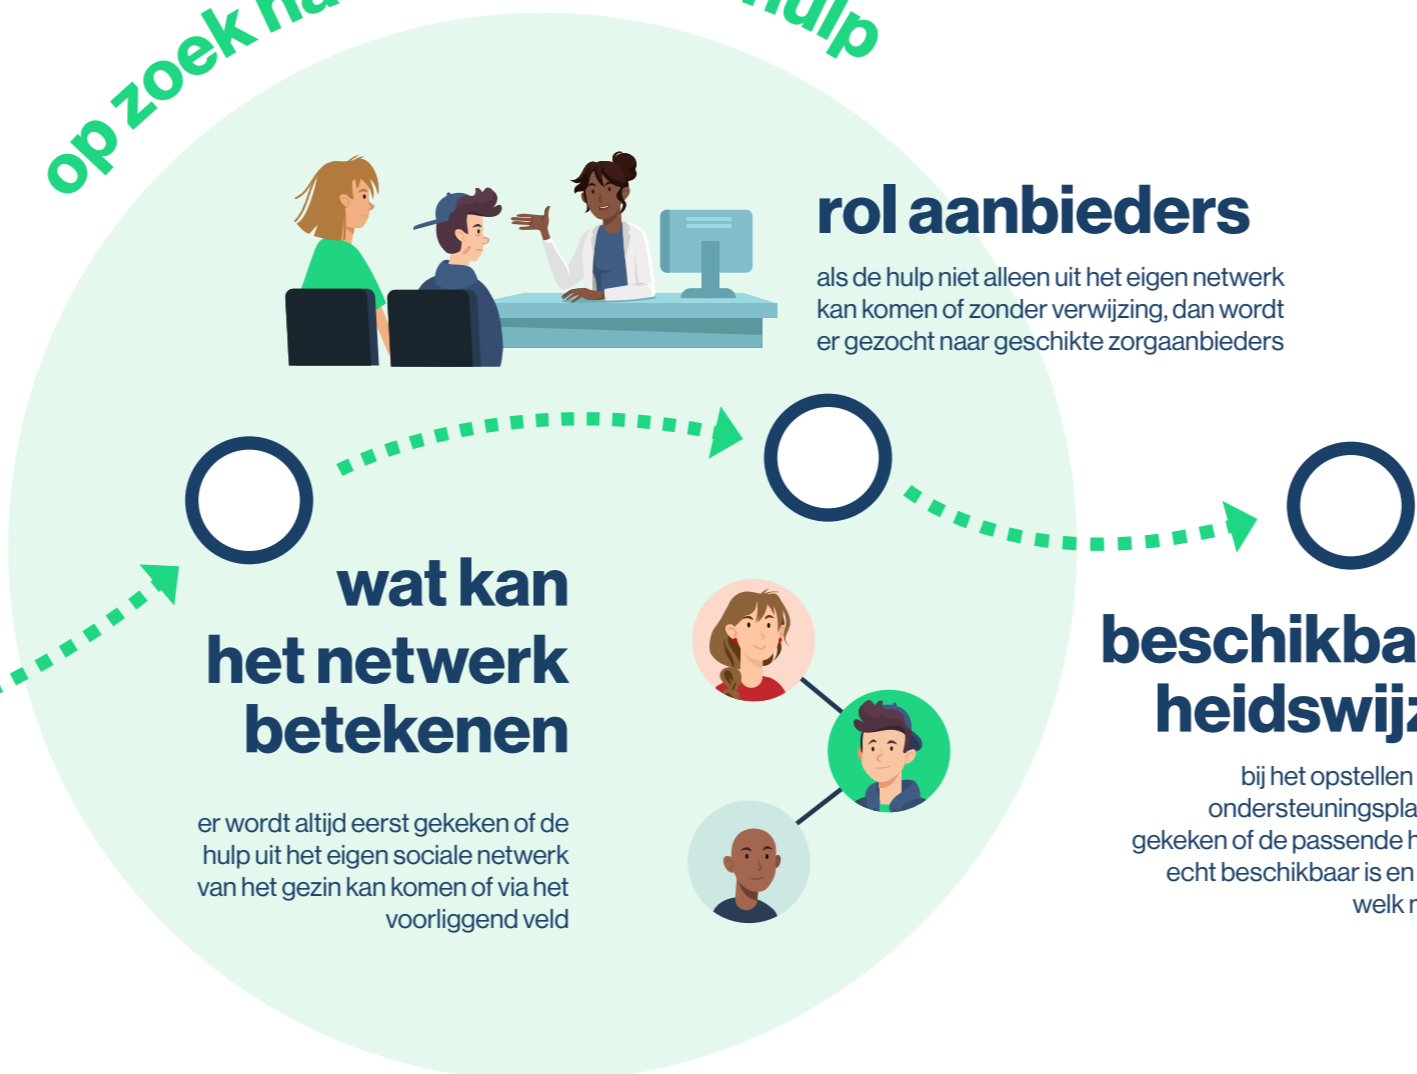 op zoek
hulp
rol aanbieders
als de hulp niet alleen uit het eigen netwerk
kan komen of zonder verwijzing, dan wordt
er gezocht naar geschikte zorgaanbieders
wat kan
het netwerk
betekenen
er wordt altijd eerst gekeken of de
hulp uit het eigen sociale netwerk
van het gezin kan komen of via het
voorliggend veld
beschikba
heidswijz
bij het opstellen
ondersteuningspla
gekeken of de passende h
echt beschikbaar is en
welk